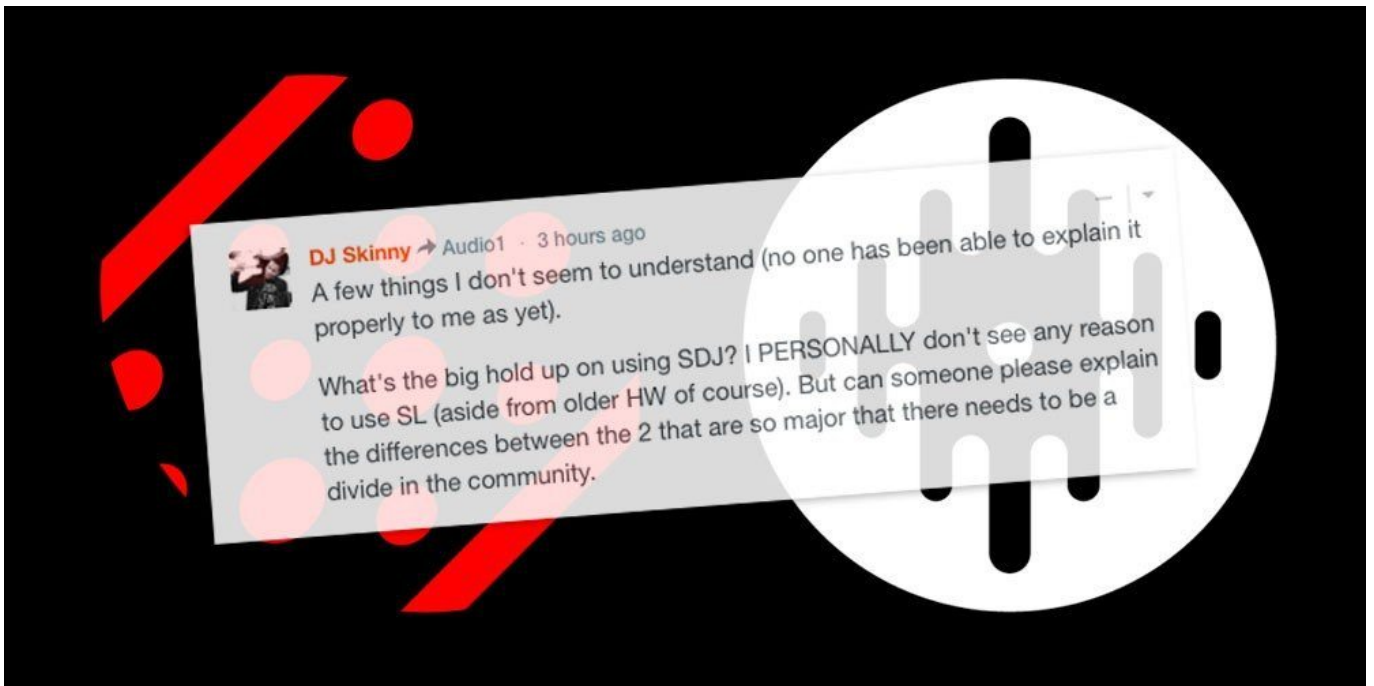 DJ Skinny Audio1 · 3 hours ago
A few things I don't seem to understand (no one has been able to explain it
properly to me as yet).
What's the big hold up on using SDJ? I PERSONALLY don't see any reason
to use SL (aside from older HW of course). But can someone please explain
the differences between the 2 that are so major that there needs to be a
divide in the community.